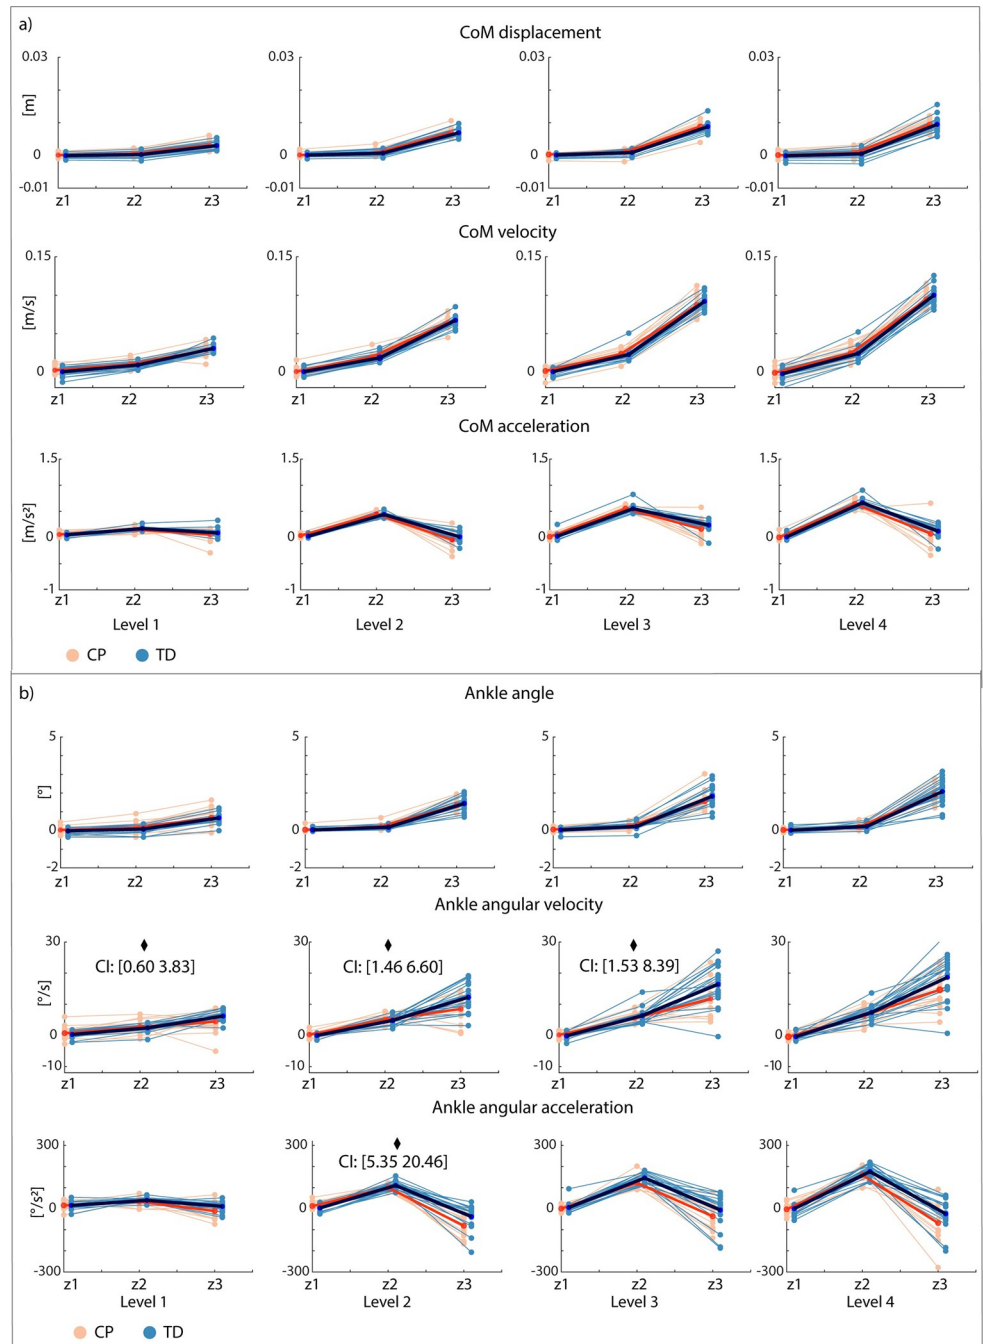 a)
CoM displacement
0.03 0.03 0.03 0.03
[m]
0 0 0 0
-0.01 -0.01 -0.01 -0.01
z1 z2 z3 z1 z2 z3 z1 z2 z3 z1 z2 z3
CoM velocity
0.15 0.15 0.15 0.15
[m/s]
0 0 0 0
z1 z2 z3 z1 z2 z3 z1 z2 z3 z1 z2 z3
CoM acceleration
1.5 1.5 1.5 1.5
[m/s²]
0 0 0 0
-1 -1 -1 -1
z1 z2 z3 z1 z2 z3 z1 z2 z3 z1 z2 z3
Level 1 Level 2 Level 3 Level 4
CP TD
b)
Ankle angle
5 5 5 5
[°]
0 0 0 0
-2 -2 -2 -2
z1 z2 z3 z1 z2 z3 z1 z2 z3 z1 z2 z3
Ankle angular velocity
30 30 30 30
CI: [0.60 3.83] CI: [1.46 6.60] CI: [1.53 8.39]
[°/s]
0 0 0 0
-10 -10 -10 -10
z1 z2 z3 z1 z2 z3 z1 z2 z3 z1 z2 z3
Ankle angular acceleration
300 300 300 300
CI: [5.35 20.46]
[°/s²]
0 0 0 0
-300 -300 -300 -300
z1 z2 z3 z1 z2 z3 z1 z2 z3 z1 z2 z3
Level 1 Level 2 Level 3 Level 4
CP TD